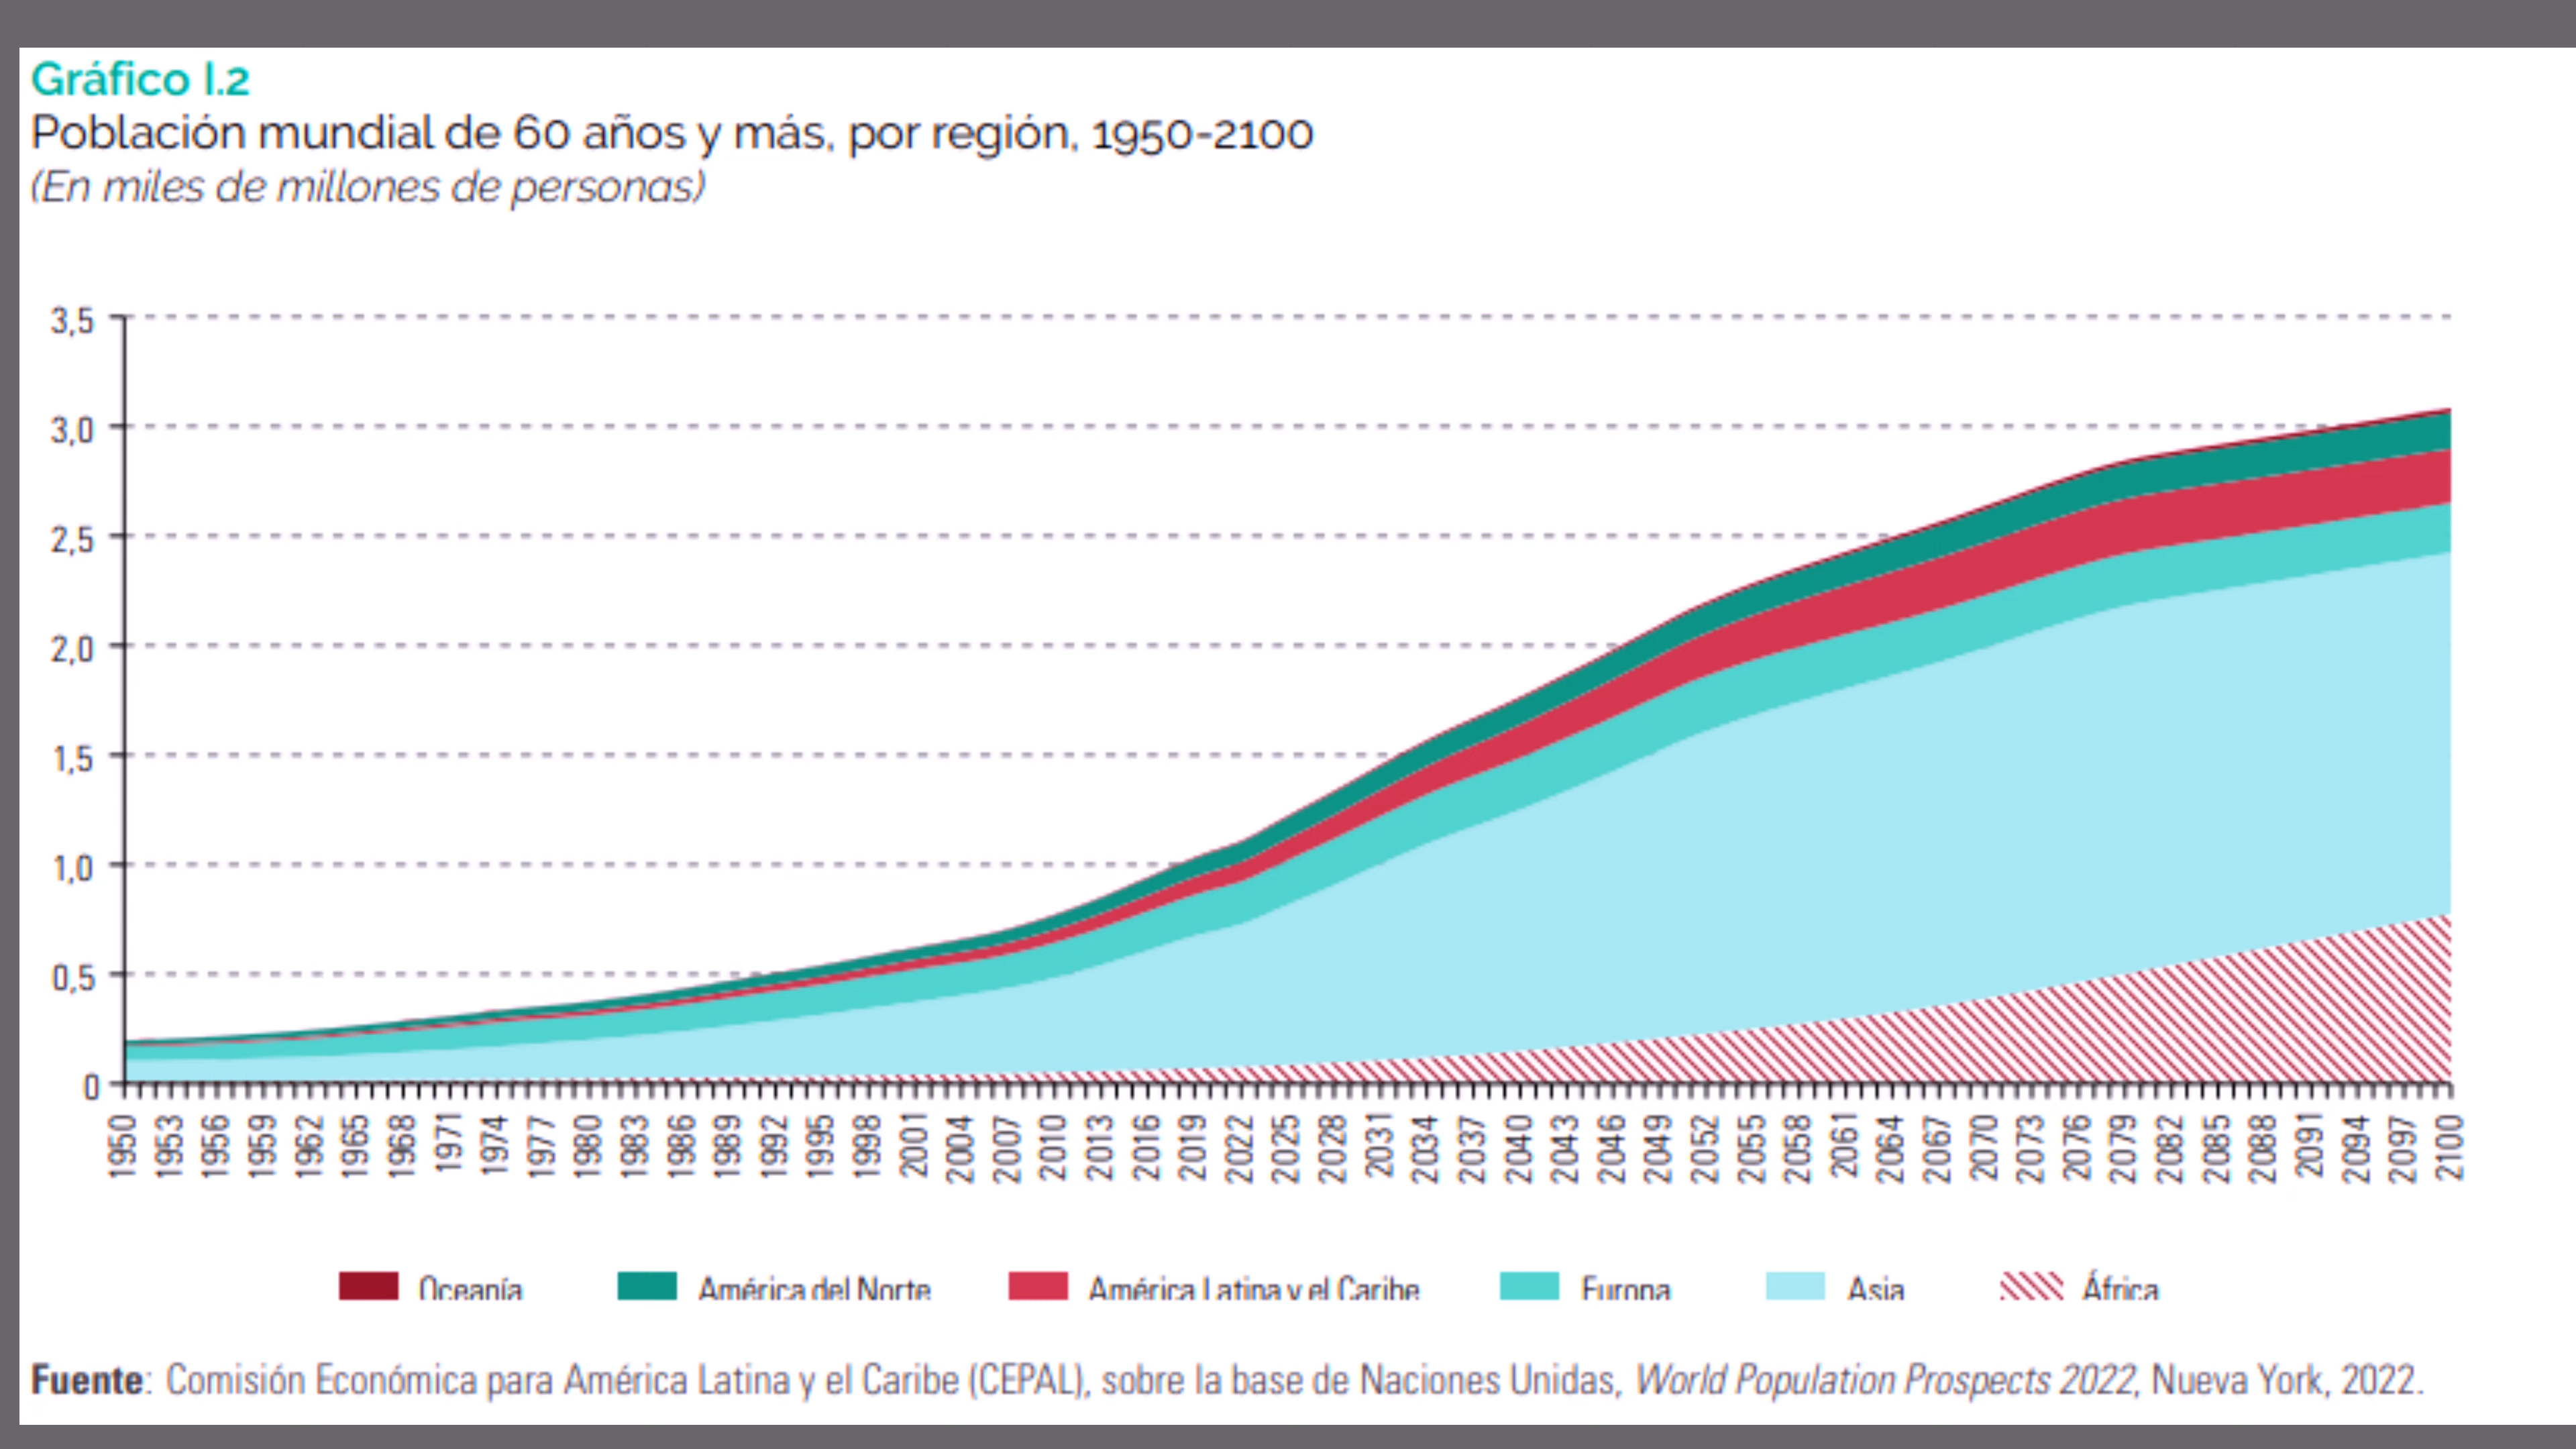 Gráfico I.2
Población mundial de 60 años y más, por región, 1950-2100
(En miles de millones de personas)
3,5
3,0
2,5
2,0
1,5
1,0
0,5
0
1950 1953 1956 1959 1962 1965 1968 1971 1974 1977 1980 1983 1986 1989 1992 1995 1998 2001 2004 2007 2010 2013 2016 2019 2022 2025 2028 2031 2034 2037 2040 2043 2046 2049 2052 2055 2058 2061 2064 2067 2070 2073 2076 2079 2082 2085 2088 2091 2094 2097 2100
Oceanía América del Norte América Latina y el Caribe Europa Asia África
Fuente: Comisión Económica para América Latina y el Caribe (CEPAL), sobre la base de Naciones Unidas, World Population Prospects 2022, Nueva York, 2022.